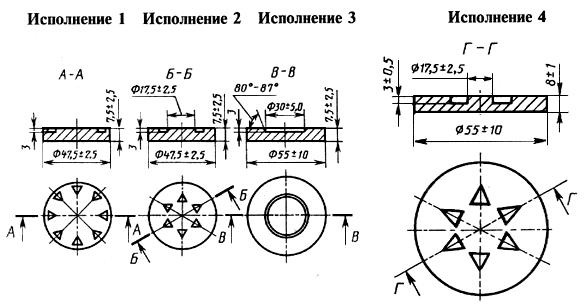 Исполнение 1
Исполнение 2
Исполнение 3
Исполнение 4
А-А
Б-Б
В-В
Г-Г
3
7,5±2,5
Ф47,5±2,5
Ф17,5±2,5
3
7,5±2,5
Ф47,5±2,5
80°-87°
Ф30±5,0
3
7,5±2,5
Ф55±10
Ф17,5±2,5
3±0,5
8±1
Ф55±10
А
А
Б
Б
В
В
Г
Г